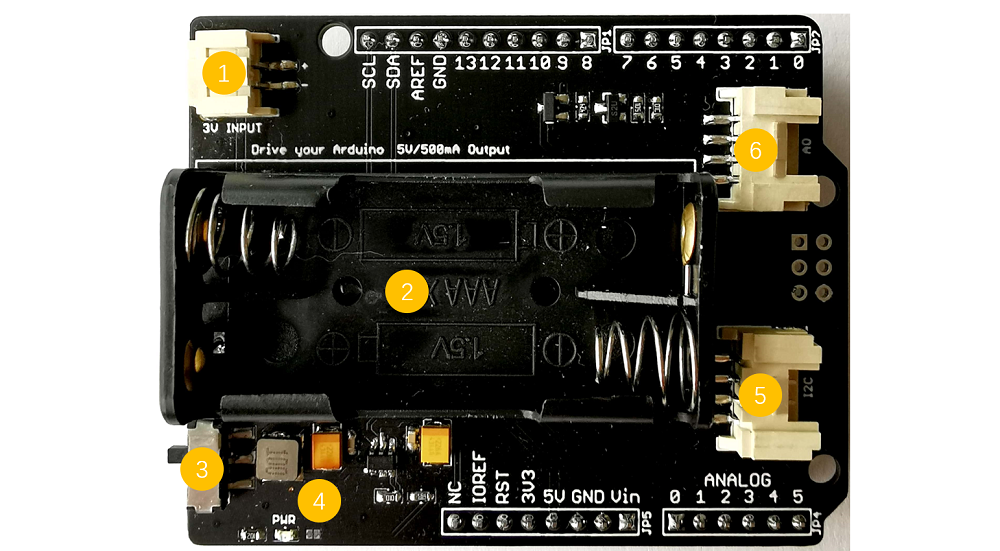 SCL SDA AREF GND 13 12 11 10 9 8 JP1
7 6 5 4 3 2 1 0 JP2
1
3V INPUT
Drive your Arduino 5V/500mA Output
6
A0
1.5V
2
AAA
1.5V
5
I2C
3
4
PWR
NC IOREF RST 3V3 5V GND Vin JP5
ANALOG
0 1 2 3 4 5 JP4